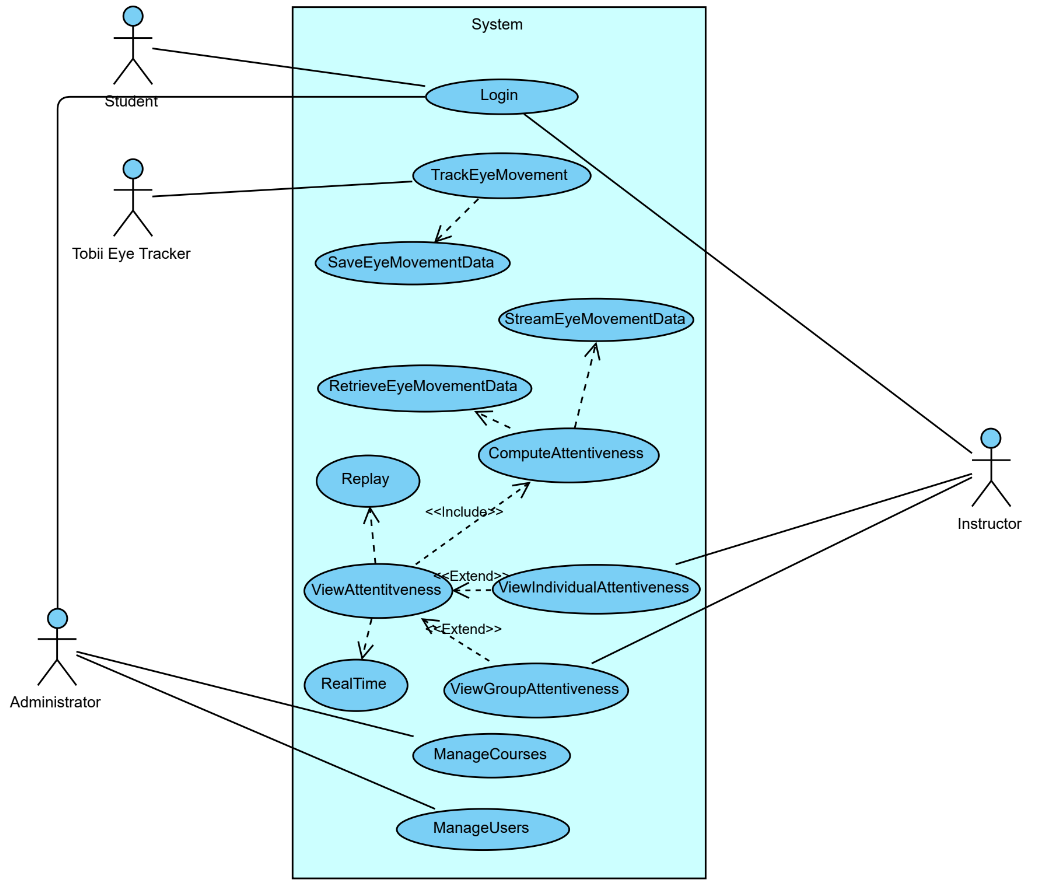 System
Student
Login
TrackEyeMovement
Tobii Eye Tracker
SaveEyeMovementData
StreamEyeMovementData
RetrieveEyeMovementData
ComputeAttentiveness
Replay
<<Include>>
Instructor
<<Extend>>
ViewAttentitveness
ViewIndividualAttentiveness
<<Extend>>
RealTime
ViewGroupAttentiveness
Administrator
ManageCourses
ManageUsers